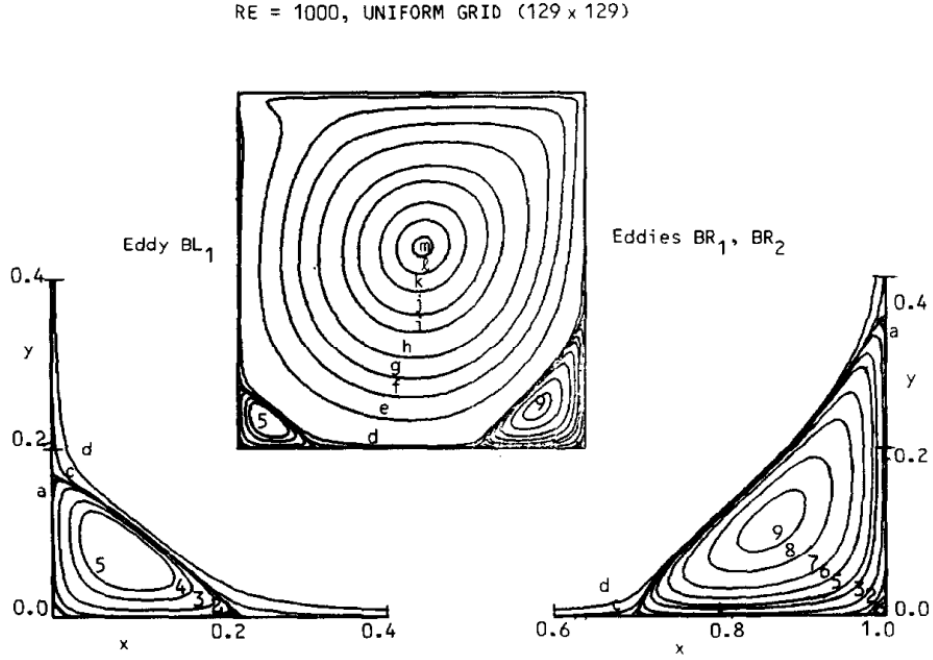 RE = 1000, UNIFORM GRID (129 x 129)
Eddy BL1
Eddies BR1, BR2
m
ℓ
k
j
i
h
g
f
e
d
5
9
0.4
y
0.2
d
c
a
5
4
3
2
0.0
0.2
0.4
x
0.4
a
y
0.2
9
8
7
6
5
3
2
d
c
0.0
0.6
0.8
1.0
x